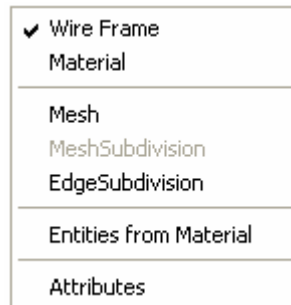 Wire Frame
Material
Mesh
MeshSubdivision
EdgeSubdivision
Entities from Material
Attributes